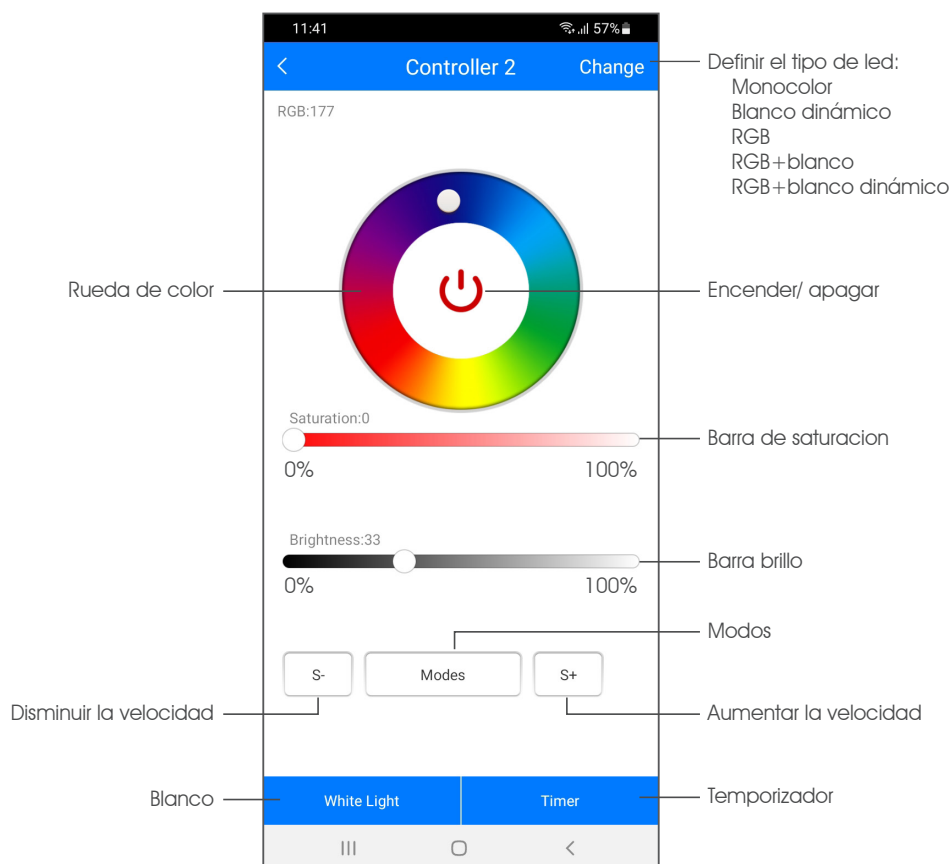 11:41
57%
Controller 2
Change
RGB:177
Definir el tipo de led:
Monocolor
Blanco dinámico
RGB
RGB+blanco
RGB+blanco dinámico
Rueda de color
Encender/ apagar
Saturation:0
Barra de saturacion
0%
100%
Brightness:33
Barra brillo
0%
100%
Modos
S-
Modes
S+
Disminuir la velocidad
Aumentar la velocidad
Blanco
White Light
Timer
Temporizador